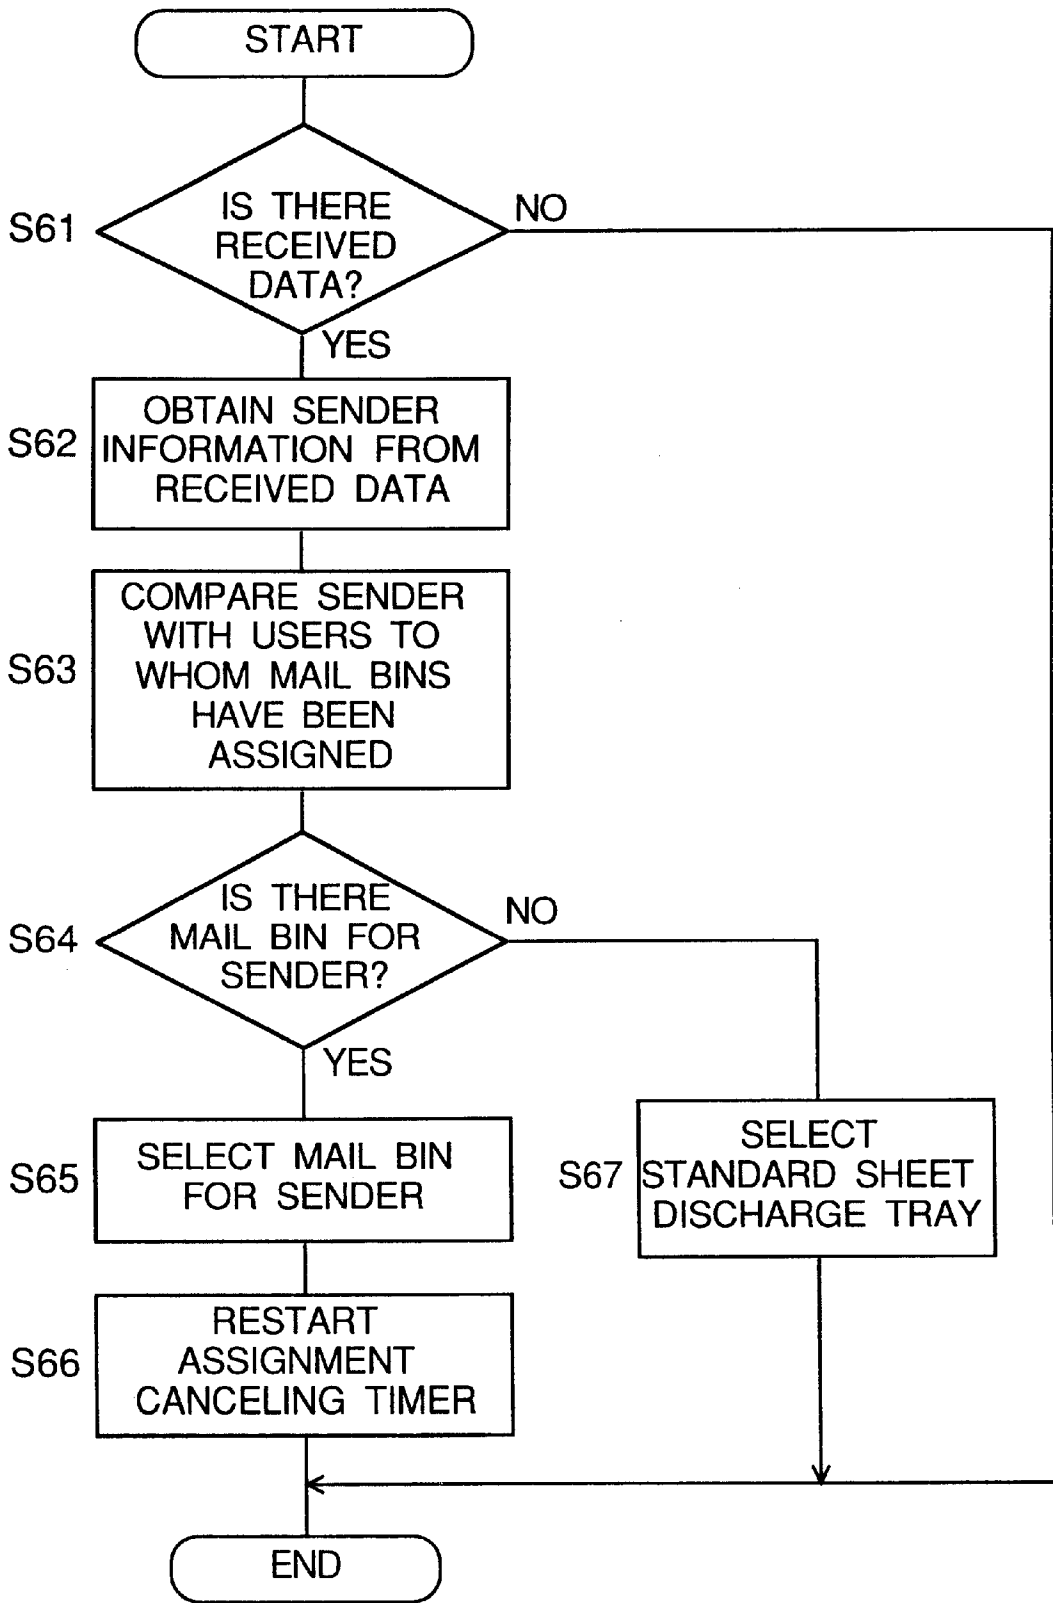 START
S61
IS THERE
RECEIVED
DATA?
NO
YES
S62
OBTAIN SENDER
INFORMATION FROM
RECEIVED DATA
S63
COMPARE SENDER
WITH USERS TO
WHOM MAIL BINS
HAVE BEEN
ASSIGNED
S64
IS THERE
MAIL BIN FOR
SENDER?
NO
YES
S65
SELECT MAIL BIN
FOR SENDER
S67
SELECT
STANDARD SHEET
DISCHARGE TRAY
S66
RESTART
ASSIGNMENT
CANCELING TIMER
END